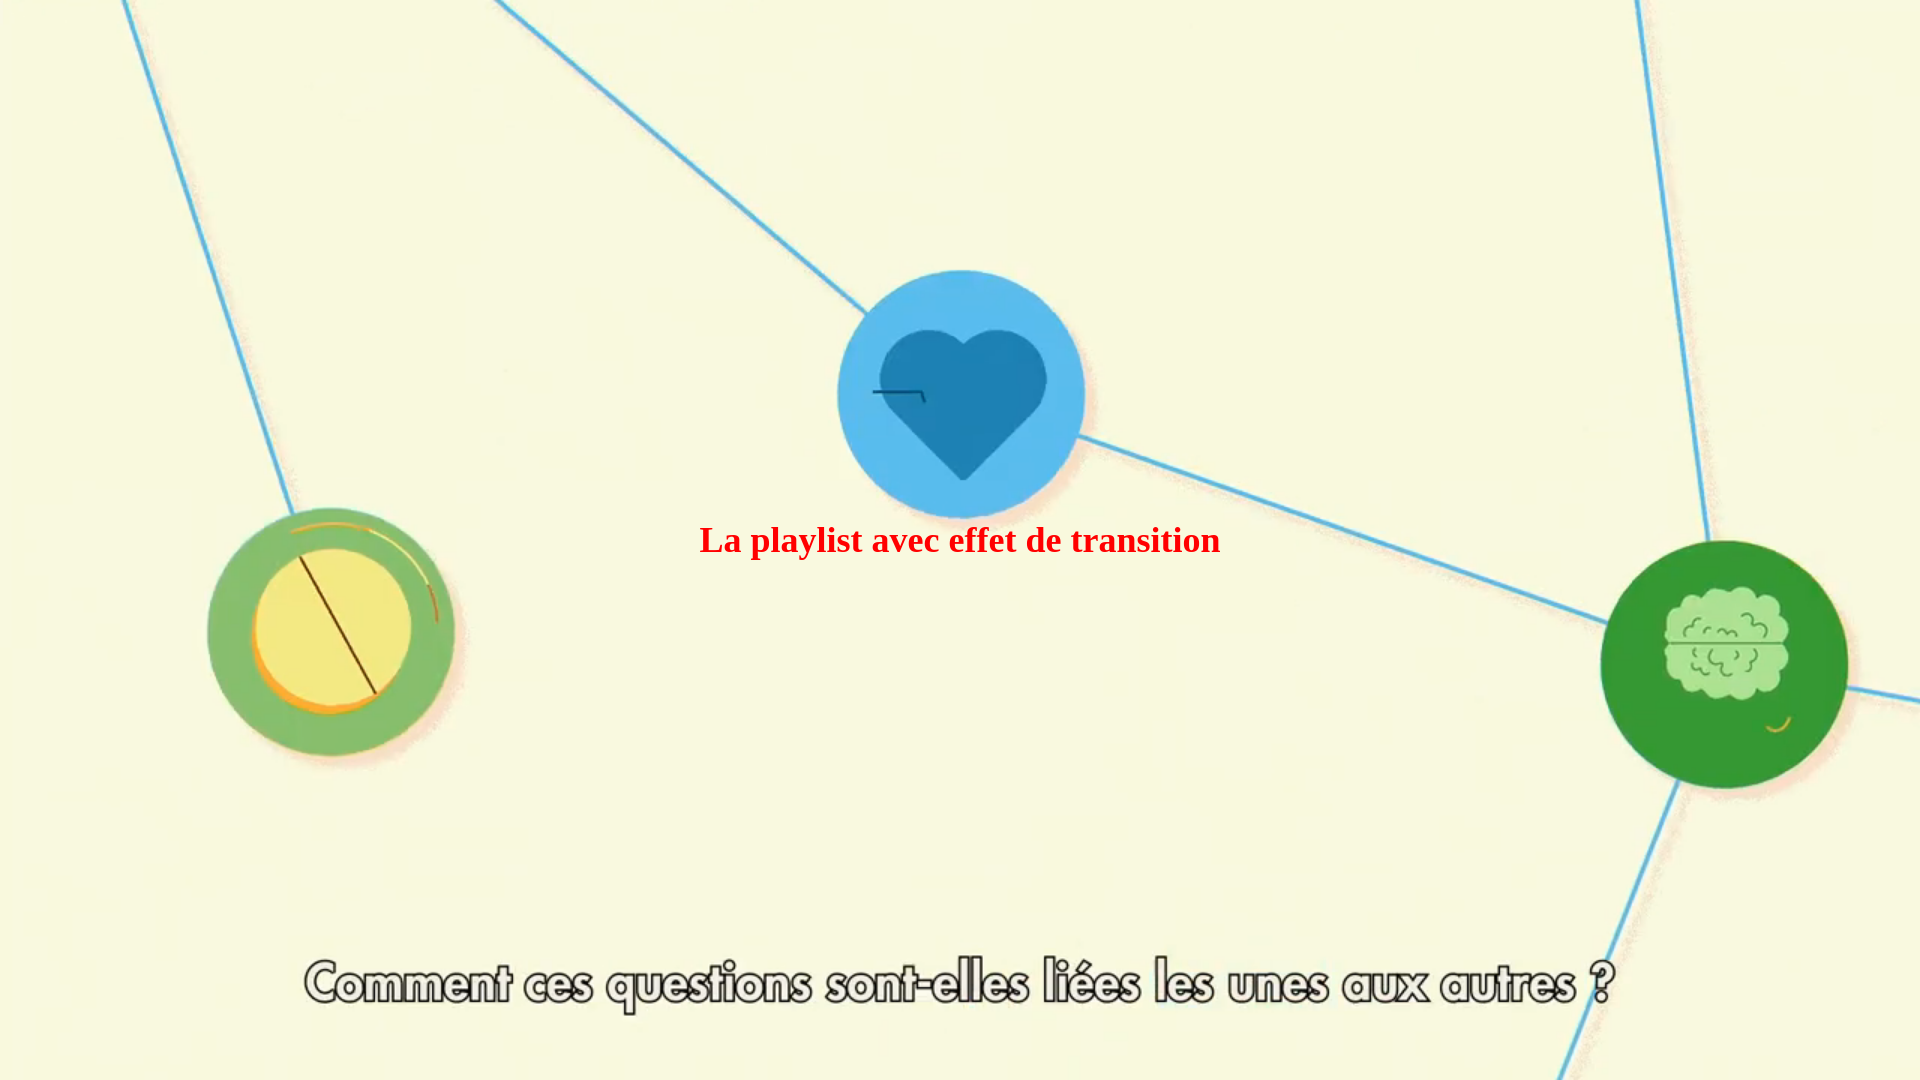 La playlist avec effet de transition
Comment ces questions sont-elles liées les unes aux autres ?